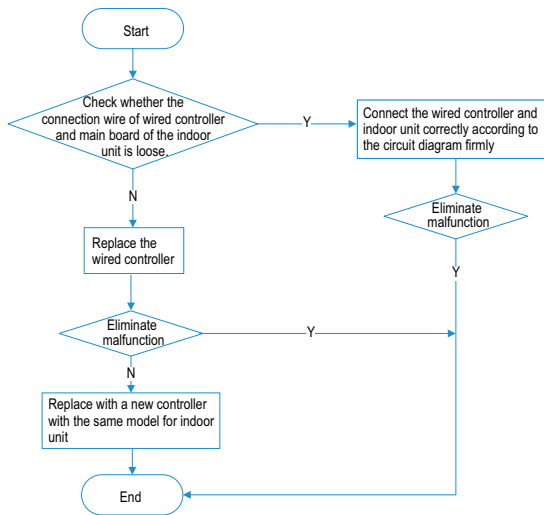 Start
Check whether the
connection wire of wired controller
and main board of the indoor
unit is loose.
Y
Connect the wired controller and
indoor unit correctly according to
the circuit diagram firmly
N
Eliminate
malfunction
Replace the
wired controller
Y
Eliminate
malfunction
Y
N
Replace with a new controller
with the same model for indoor
unit
End